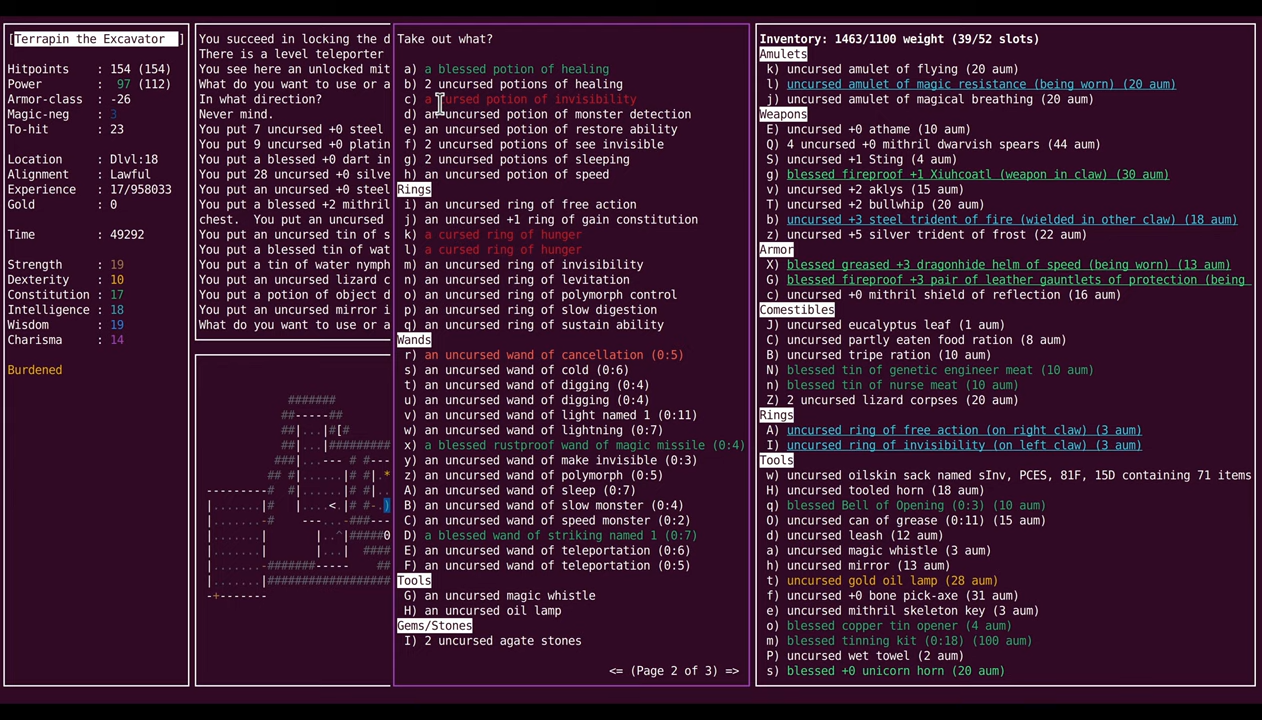 [Terrapin the Excavator ]
Hitpoints : 154 (154)
Power : 97 (112)
Armor-class : -26
Magic-neg : 3
To-hit : 23
Location : Dlvl:18
Alignment : Lawful
Experience : 17/958033
Gold : 0
Time : 49292
Strength : 19
Dexterity : 10
Constitution : 17
Intelligence : 18
Wisdom : 19
Charisma : 14
Burdened
You succeed in locking the d
There is a level teleporter
You see here an unlocked mit
What do you want to use or a
In what direction?
Never mind.
You put 7 uncursed +0 steel
You put 9 uncursed +0 platin
You put a blessed +0 dart in
You put 28 uncursed +0 silve
You put an uncursed +0 steel
You put a blessed +2 mithril
chest. You put an uncursed
You put an uncursed tin of s
You put a blessed tin of wat
You put a tin of water nymph
You put an uncursed lizard c
You put a potion of object d
You put an uncursed mirror i
What do you want to use or a
Take out what?
a) a blessed potion of healing
b) 2 uncursed potions of healing
c) a cursed potion of invisibility
d) an uncursed potion of monster detection
e) an uncursed potion of restore ability
f) 2 uncursed potions of see invisible
g) 2 uncursed potions of sleeping
h) an uncursed potion of speed
Rings
i) an uncursed ring of free action
j) an uncursed +1 ring of gain constitution
k) a cursed ring of hunger
l) a cursed ring of hunger
m) an uncursed ring of invisibility
n) an uncursed ring of levitation
o) an uncursed ring of polymorph control
p) an uncursed ring of slow digestion
q) an uncursed ring of sustain ability
Wands
r) an uncursed wand of cancellation (0:5)
s) an uncursed wand of cold (0:6)
t) an uncursed wand of digging (0:4)
u) an uncursed wand of digging (0:4)
v) an uncursed wand of light named 1 (0:11)
w) an uncursed wand of lightning (0:7)
x) a blessed rustproof wand of magic missile (0:4)
y) an uncursed wand of make invisible (0:3)
z) an uncursed wand of polymorph (0:5)
A) an uncursed wand of sleep (0:7)
B) an uncursed wand of slow monster (0:4)
C) an uncursed wand of speed monster (0:2)
D) a blessed wand of striking named 1 (0:7)
E) an uncursed wand of teleportation (0:6)
F) an uncursed wand of teleportation (0:5)
Tools
G) an uncursed magic whistle
H) an uncursed oil lamp
Gems/Stones
I) 2 uncursed agate stones
<= (Page 2 of 3) =>
Inventory: 1463/1100 weight (39/52 slots)
Amulets
k) uncursed amulet of flying (20 aum)
l) uncursed amulet of magic resistance (being worn) (20 aum)
j) uncursed amulet of magical breathing (20 aum)
Weapons
E) uncursed +0 athame (10 aum)
Q) 4 uncursed +0 mithril dwarvish spears (44 aum)
S) uncursed +1 Sting (4 aum)
g) blessed fireproof +1 Xiuhcoatl (weapon in claw) (30 aum)
v) uncursed +2 aklys (15 aum)
T) uncursed +2 bullwhip (20 aum)
b) uncursed +3 steel trident of fire (wielded in other claw) (18 aum)
z) uncursed +5 silver trident of frost (22 aum)
Armor
X) blessed greased +3 dragonhide helm of speed (being worn) (13 aum)
G) blessed fireproof +3 pair of leather gauntlets of protection (being
c) uncursed +0 mithril shield of reflection (16 aum)
Comestibles
J) uncursed eucalyptus leaf (1 aum)
C) uncursed partly eaten food ration (8 aum)
B) uncursed tripe ration (10 aum)
N) blessed tin of genetic engineer meat (10 aum)
n) blessed tin of nurse meat (10 aum)
Z) 2 uncursed lizard corpses (20 aum)
Rings
A) uncursed ring of free action (on right claw) (3 aum)
I) uncursed ring of invisibility (on left claw) (3 aum)
Tools
w) uncursed oilskin sack named sInv, PCES, 81F, 15D containing 71 items
H) uncursed tooled horn (18 aum)
q) blessed Bell of Opening (0:3) (10 aum)
O) uncursed can of grease (0:11) (15 aum)
d) uncursed leash (12 aum)
a) uncursed magic whistle (3 aum)
h) uncursed mirror (13 aum)
t) uncursed gold oil lamp (28 aum)
f) uncursed +0 bone pick-axe (31 aum)
e) uncursed mithril skeleton key (3 aum)
o) blessed copper tin opener (4 aum)
m) blessed tinning kit (0:18) (100 aum)
P) uncursed wet towel (2 aum)
s) blessed +0 unicorn horn (20 aum)